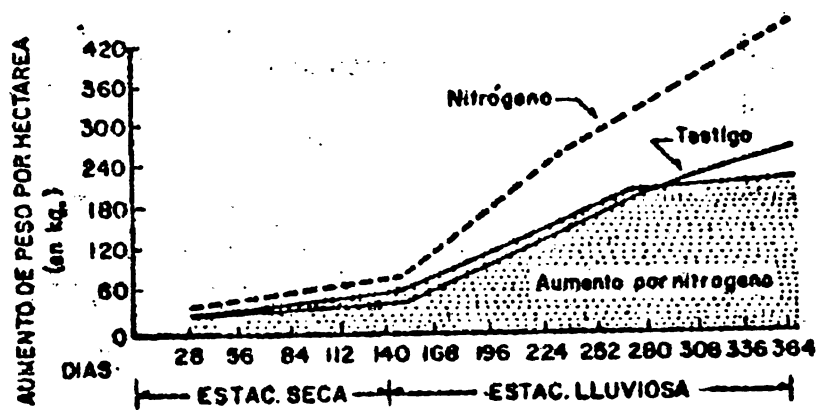 AUMENTO DE PESO POR HECTAREA
(en kg.)
420
360
300
240
180
120
60
0
Nitrógeno
Testigo
Aumento por nitrogeno
DIAS
28 56 84 112 140 168 196 224 252 280 308 336 364
ESTAC. SECA
ESTAC. LLUVIOSA